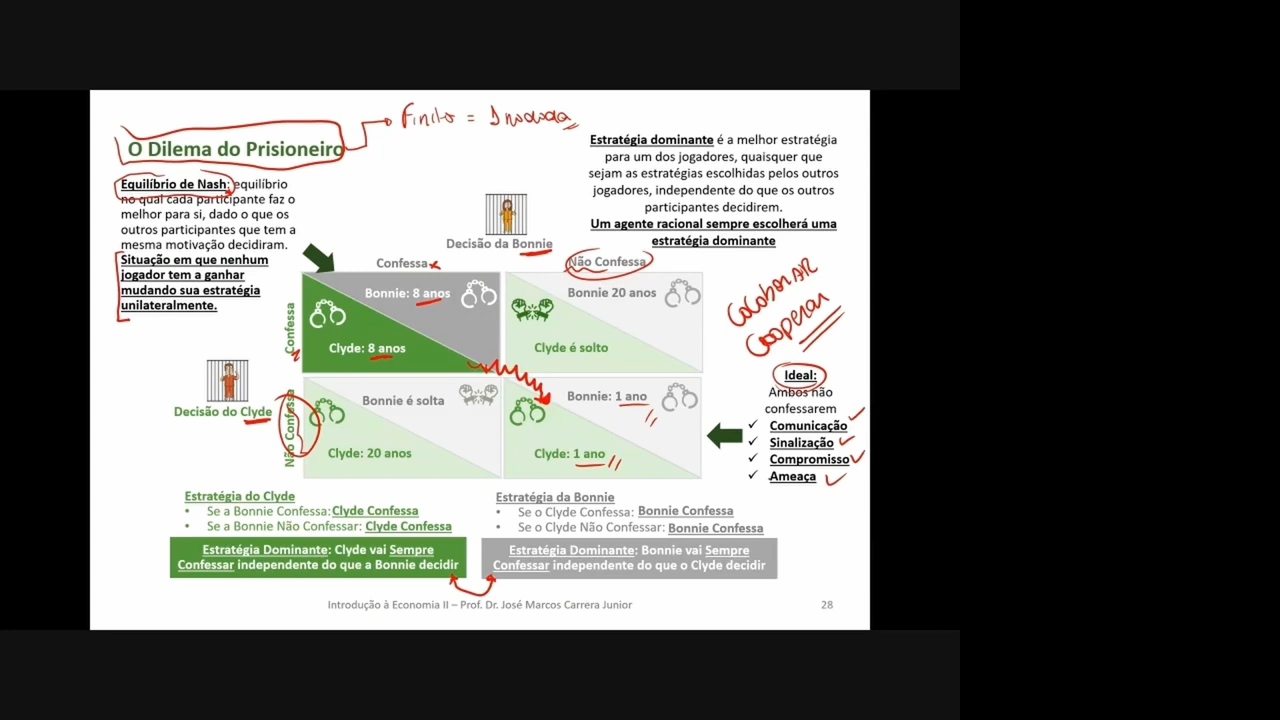 O Dilema do Prisioneiro
Finito =
Equilíbrio de Nash: equilíbrio
no qual cada participante faz o
melhor para si, dado o que os
outros participantes que tem a
mesma motivação decidiram.
Situação em que nenhum
jogador tem a ganhar
mudando sua estratégia
unilateralmente.
Estratégia dominante é a melhor estratégia
para um dos jogadores, quaisquer que
sejam as estratégias escolhidas pelos outros
jogadores, independente do que os outros
participantes decidirem.
Um agente racional sempre escolherá uma
estratégia dominante
Decisão da Bonnie
Confessa
Não Confessa
Confessa
Bonnie: 8 anos
Clyde: 8 anos
Bonnie 20 anos
Clyde é solto
Decisão do Clyde
Não Confessa
Bonnie é solta
Clyde: 20 anos
Bonnie: 1 ano
Clyde: 1 ano
Cooperar
Ideal:
Ambos não
confessarem
✓ Comunicação
✓ Sinalização
✓ Compromisso
✓ Ameaça
Estratégia do Clyde
• Se a Bonnie Confessa: Clyde Confessa
• Se a Bonnie Não Confessar: Clyde Confessa
Estratégia Dominante: Clyde vai Sempre
Confessar independente do que a Bonnie decidir
Estratégia da Bonnie
• Se o Clyde Confessa: Bonnie Confessa
• Se o Clyde Não Confessar: Bonnie Confessa
Estratégia Dominante: Bonnie vai Sempre
Confessar independente do que o Clyde decidir
Introdução à Economia II – Prof. Dr. José Marcos Carrera Junior
28